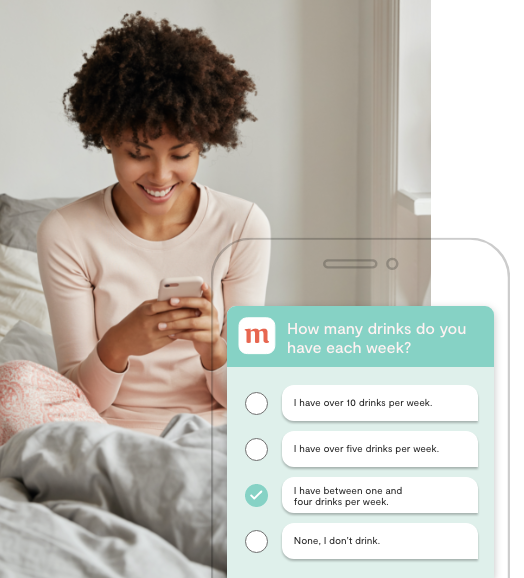 m
How many drinks do you
have each week?
I have over 10 drinks per week.
I have over five drinks per week.
I have between one and
four drinks per week.
None, I don't drink.